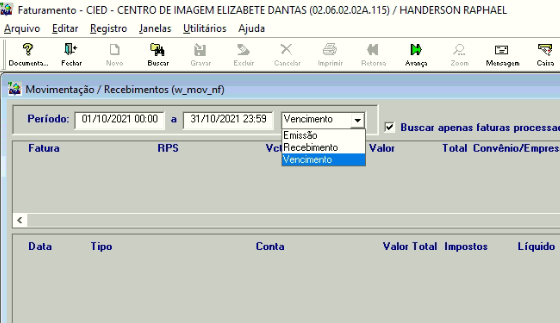 Faturamento - CIED - CENTRO DE IMAGEM ELIZABETE DANTAS (02.06.02.02A.115) / HANDERSON RAPHAEL
Arquivo Editar Registro Janelas Utilitários Ajuda
Documento... Fechar Novo Buscar Gravar Excluir Cancelar Imprimir Retorna Avança Zoom Mensagem Caixa
Movimentação / Recebimentos (w_mov_nf)
Período: 01/10/2021 00:00 a 31/10/2021 23:59 Vencimento
Buscar apenas faturas processad
Emissão
Recebimento
Vencimento
Fatura RPS Vct Valor Total Convênio/Empres
Data Tipo Conta Valor Total Impostos Líquido